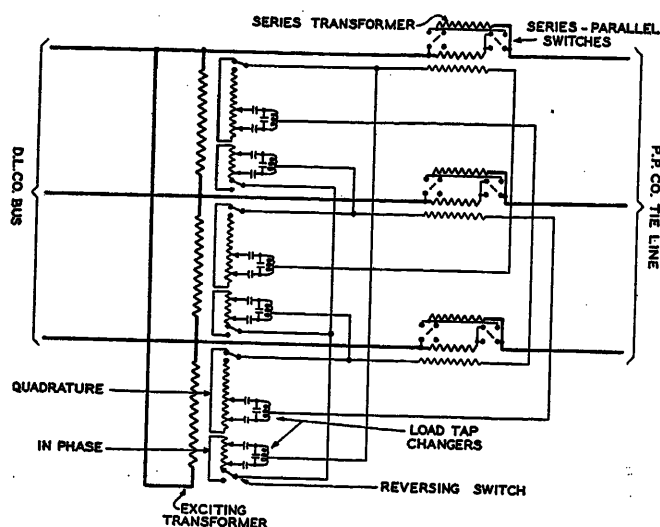 SERIES TRANSFORMER
SERIES-PARALLEL
SWITCHES
D.L.CO. BUS
P.P. CO. TIE LINE
QUADRATURE
IN PHASE
LOAD TAP
CHANGERS
REVERSING SWITCH
EXCITING
TRANSFORMER